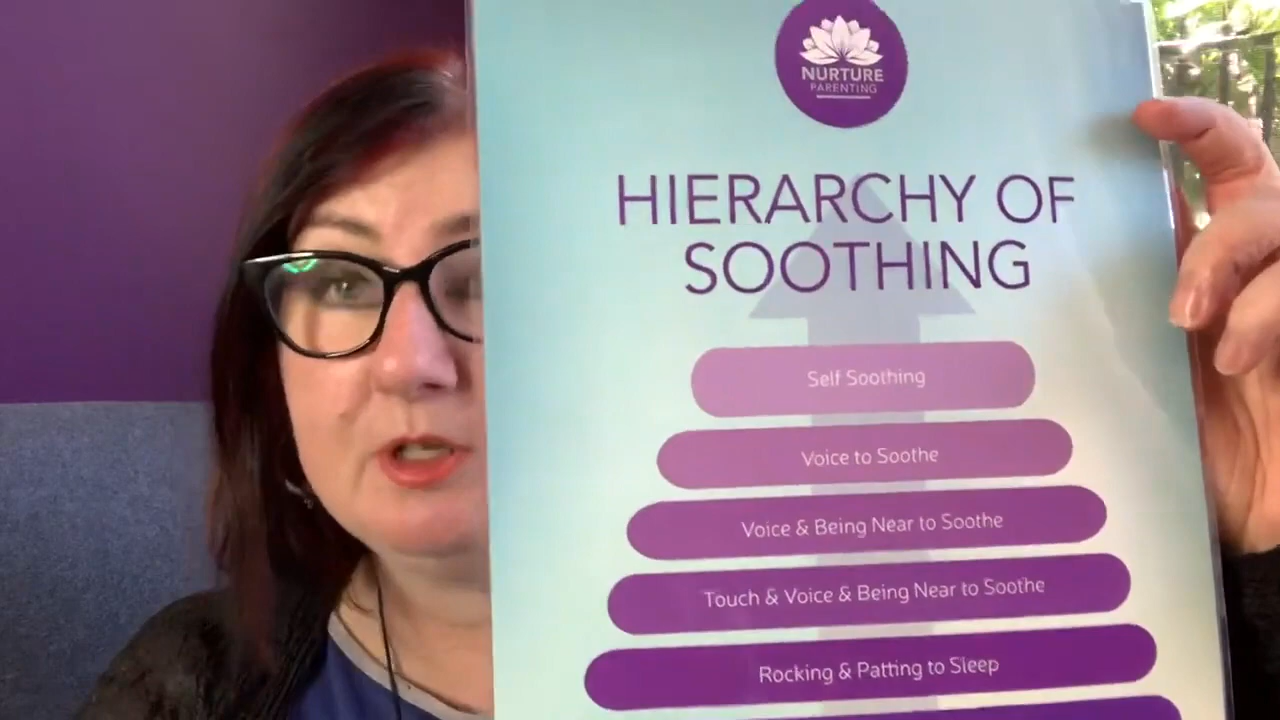 NURTURE
PARENTING
HIERARCHY OF
SOOTHING
Self Soothing
Voice to Soothe
Voice & Being Near to Soothe
Touch & Voice & Being Near to Soothe
Rocking & Patting to Sleep